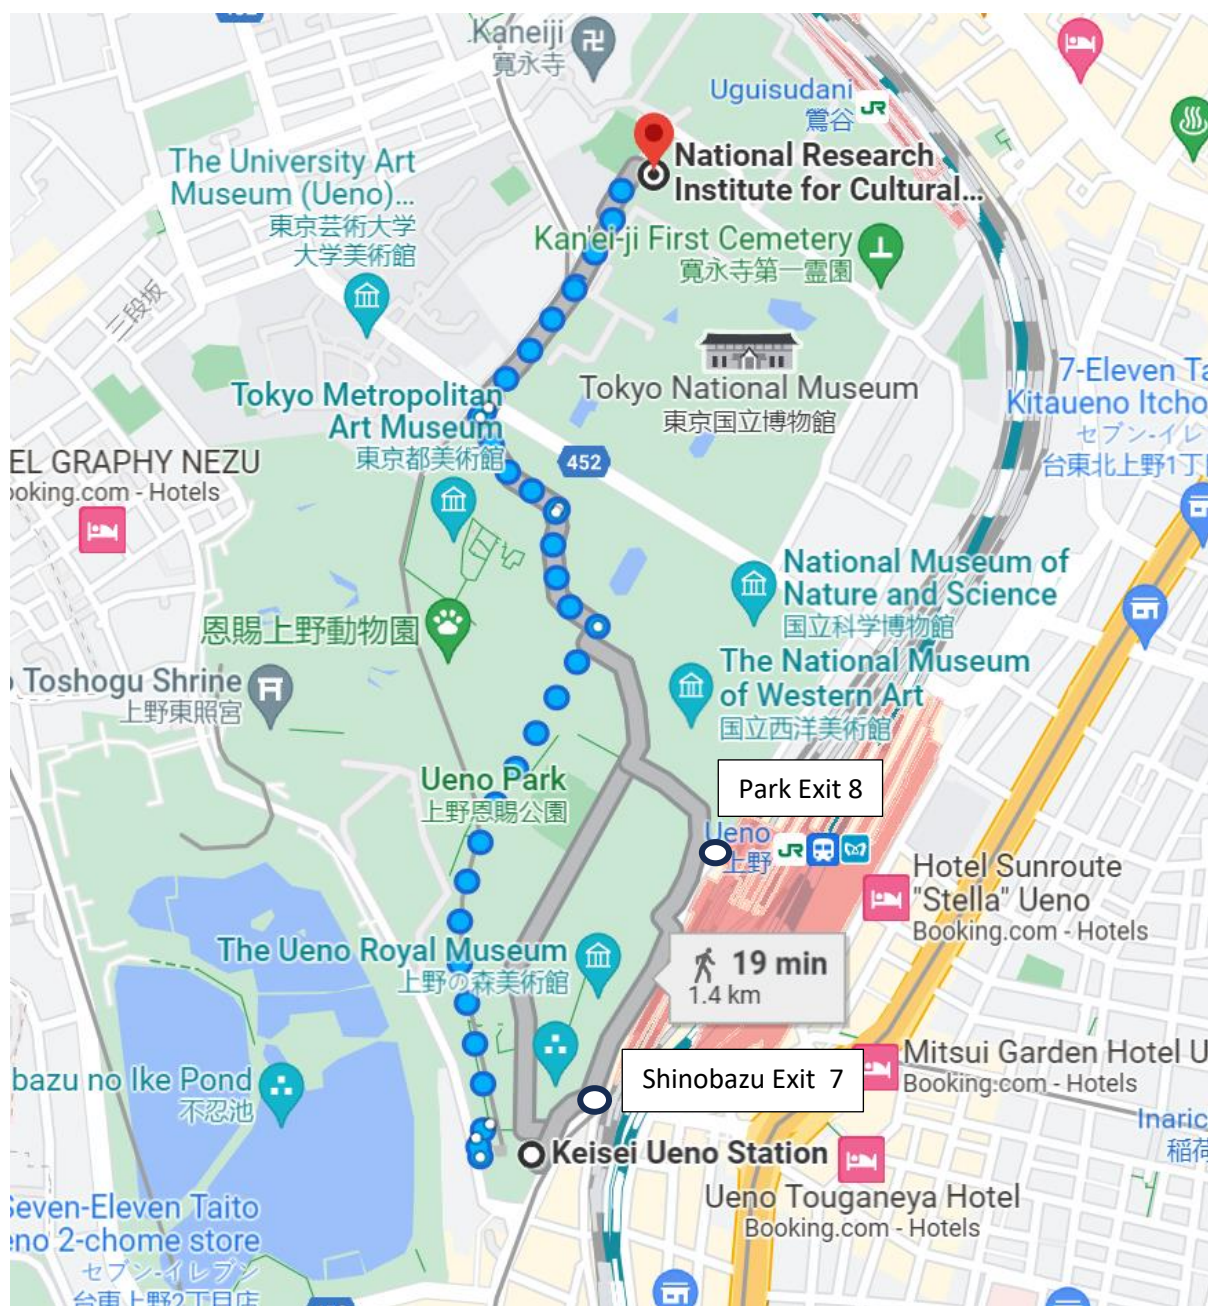 Kaneiji
寛永寺
Uguisudani
鶯谷
JR
The University Art
Museum (Ueno)...
東京芸術大学
大学美術館
National Research
Institute for Cultural...
Kan'ei-ji First Cemetery
寛永寺第一霊園
三段坂
Tokyo National Museum
東京国立博物館
7-Eleven Ta
Kitaueno Itcho
セブン-イレ
台東北上野1丁
Tokyo Metropolitan
Art Museum
東京都美術館
452
EL GRAPHY NEZU
ooking.com - Hotels
National Museum of
Nature and Science
国立科学博物館
恩賜上野動物園
The National Museum
of Western Art
国立西洋美術館
Toshogu Shrine
上野東照宮
Ueno Park
上野恩賜公園
Park Exit 8
Ueno
上野
JR
Hotel Sunroute
"Stella" Ueno
Booking.com - Hotels
The Ueno Royal Museum
上野の森美術館
19 min
1.4 km
Shinobazu Exit 7
Mitsui Garden Hotel U
Booking.com - Hotels
bazu no Ike Pond
不忍池
Inaric
稲荷
Keisei Ueno Station
Ueno Touganeya Hotel
Booking.com - Hotels
Seven-Eleven Taito
eno 2-chome store
セブン-イレブン
台東上野2丁目店